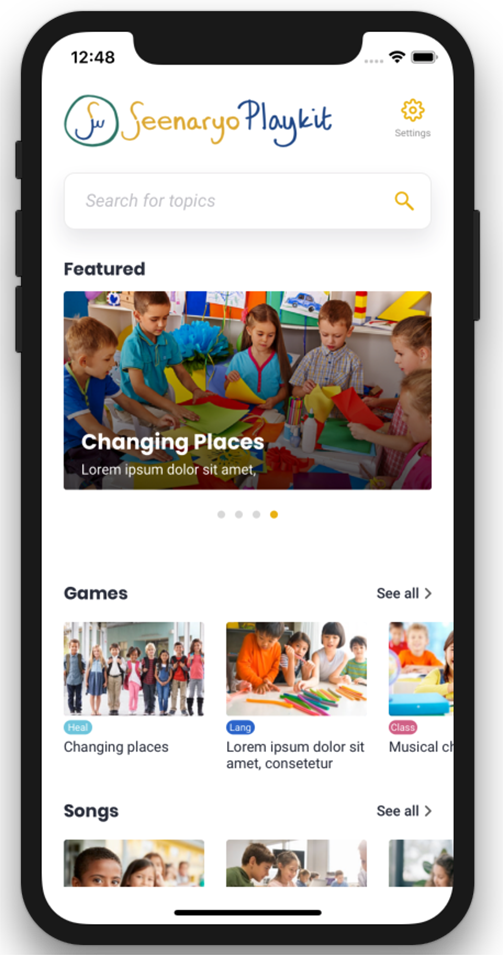 12:48
Sw Seenaryo Playkit
Settings
Search for topics
Featured
Changing Places
Lorem ipsum dolor sit amet,
Games
See all
Heal
Changing places
Lang
Lorem ipsum dolor sit
amet, consetetur
Class
Musical ch
Songs
See all